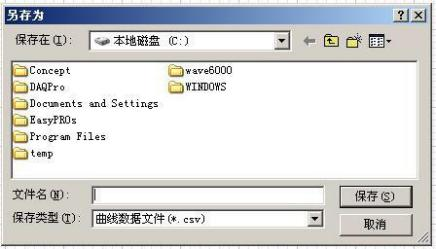 另存为
保存在(I): 本地磁盘 (C:)
Concept
DAQPro
Documents and Settings
EasyPROs
Program Files
temp
wave6000
WINDOWS
文件名(N): 保存(S)
保存类型(T): 曲线数据文件(*.csv) 取消